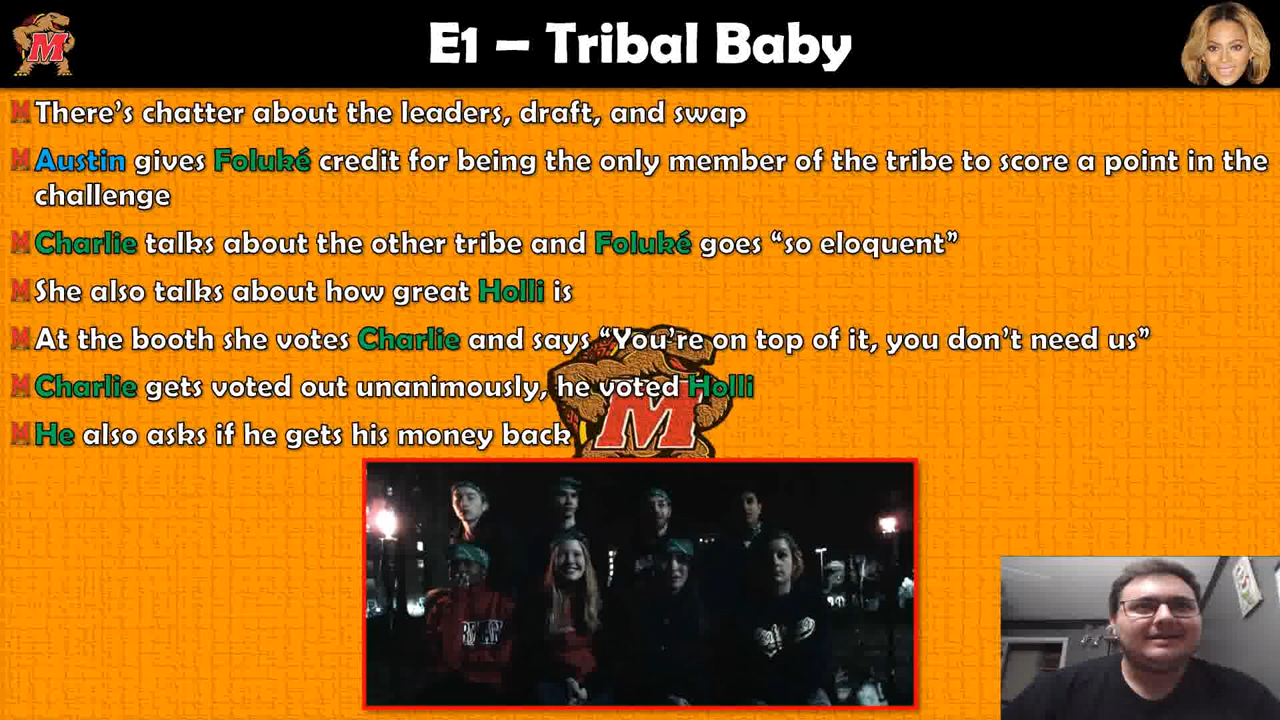 E1 – Tribal Baby
There's chatter about the leaders, draft, and swap
Austin gives Foluké credit for being the only member of the tribe to score a point in the
challenge
Charlie talks about the other tribe and Foluké goes “so eloquent”
She also talks about how great Holli is
At the booth she votes Charlie and says “You're on top of it, you don't need us”
Charlie gets voted out unanimously, he voted Holli
He also asks if he gets his money back
M